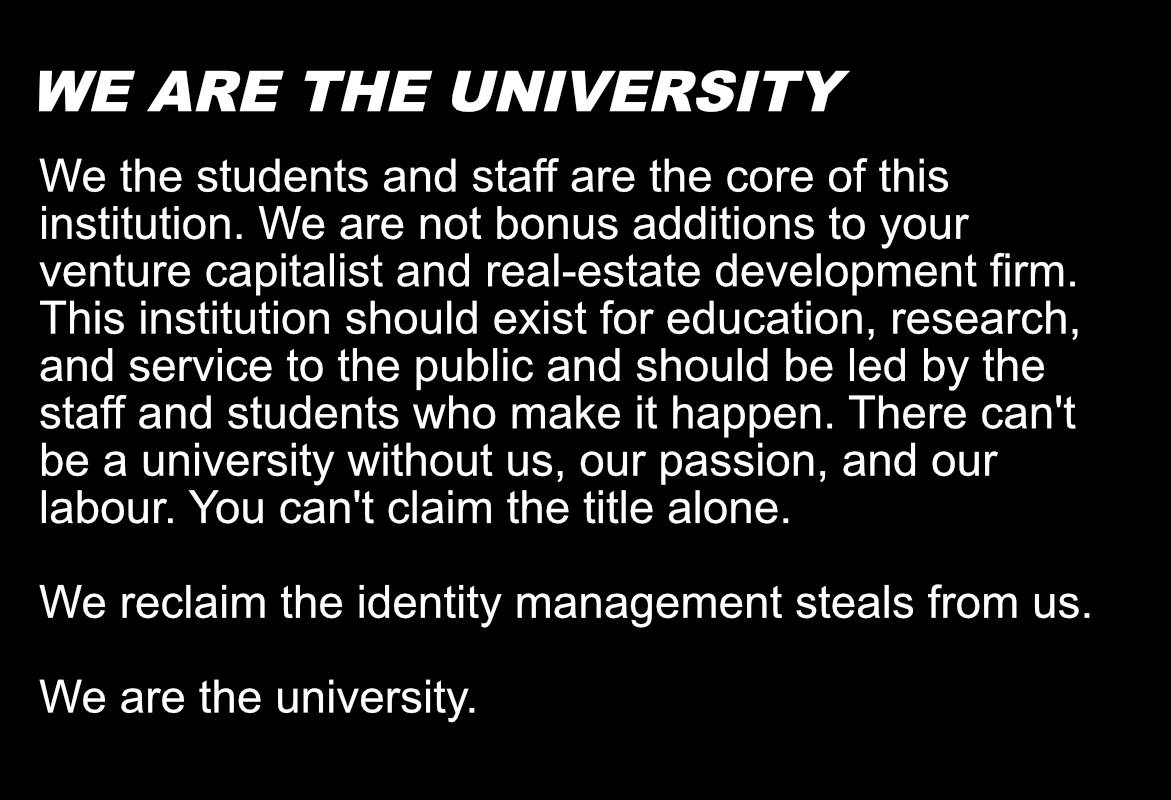 WE ARE THE UNIVERSITY
We the students and staff are the core of this
institution. We are not bonus additions to your
venture capitalist and real-estate development firm.
This institution should exist for education, research,
and service to the public and should be led by the
staff and students who make it happen. There can't
be a university without us, our passion, and our
labour. You can't claim the title alone.
We reclaim the identity management steals from us.
We are the university.